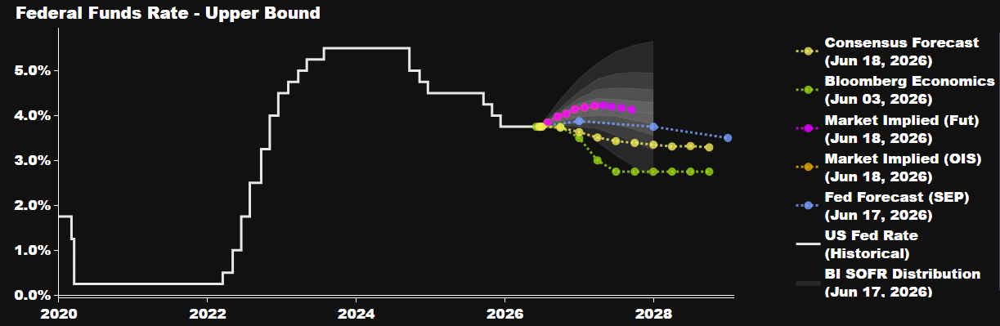 Federal Funds Rate - Upper Bound
5.0%
4.0%
3.0%
2.0%
1.0%
0.0%
2020
2022
2024
2026
2028
Consensus Forecast
(Jun 18, 2026)
Bloomberg Economics
(Jun 03, 2026)
Market Implied (Fut)
(Jun 18, 2026)
Market Implied (OIS)
(Jun 18, 2026)
Fed Forecast (SEP)
(Jun 17, 2026)
US Fed Rate
(Historical)
BI SOFR Distribution
(Jun 17, 2026)